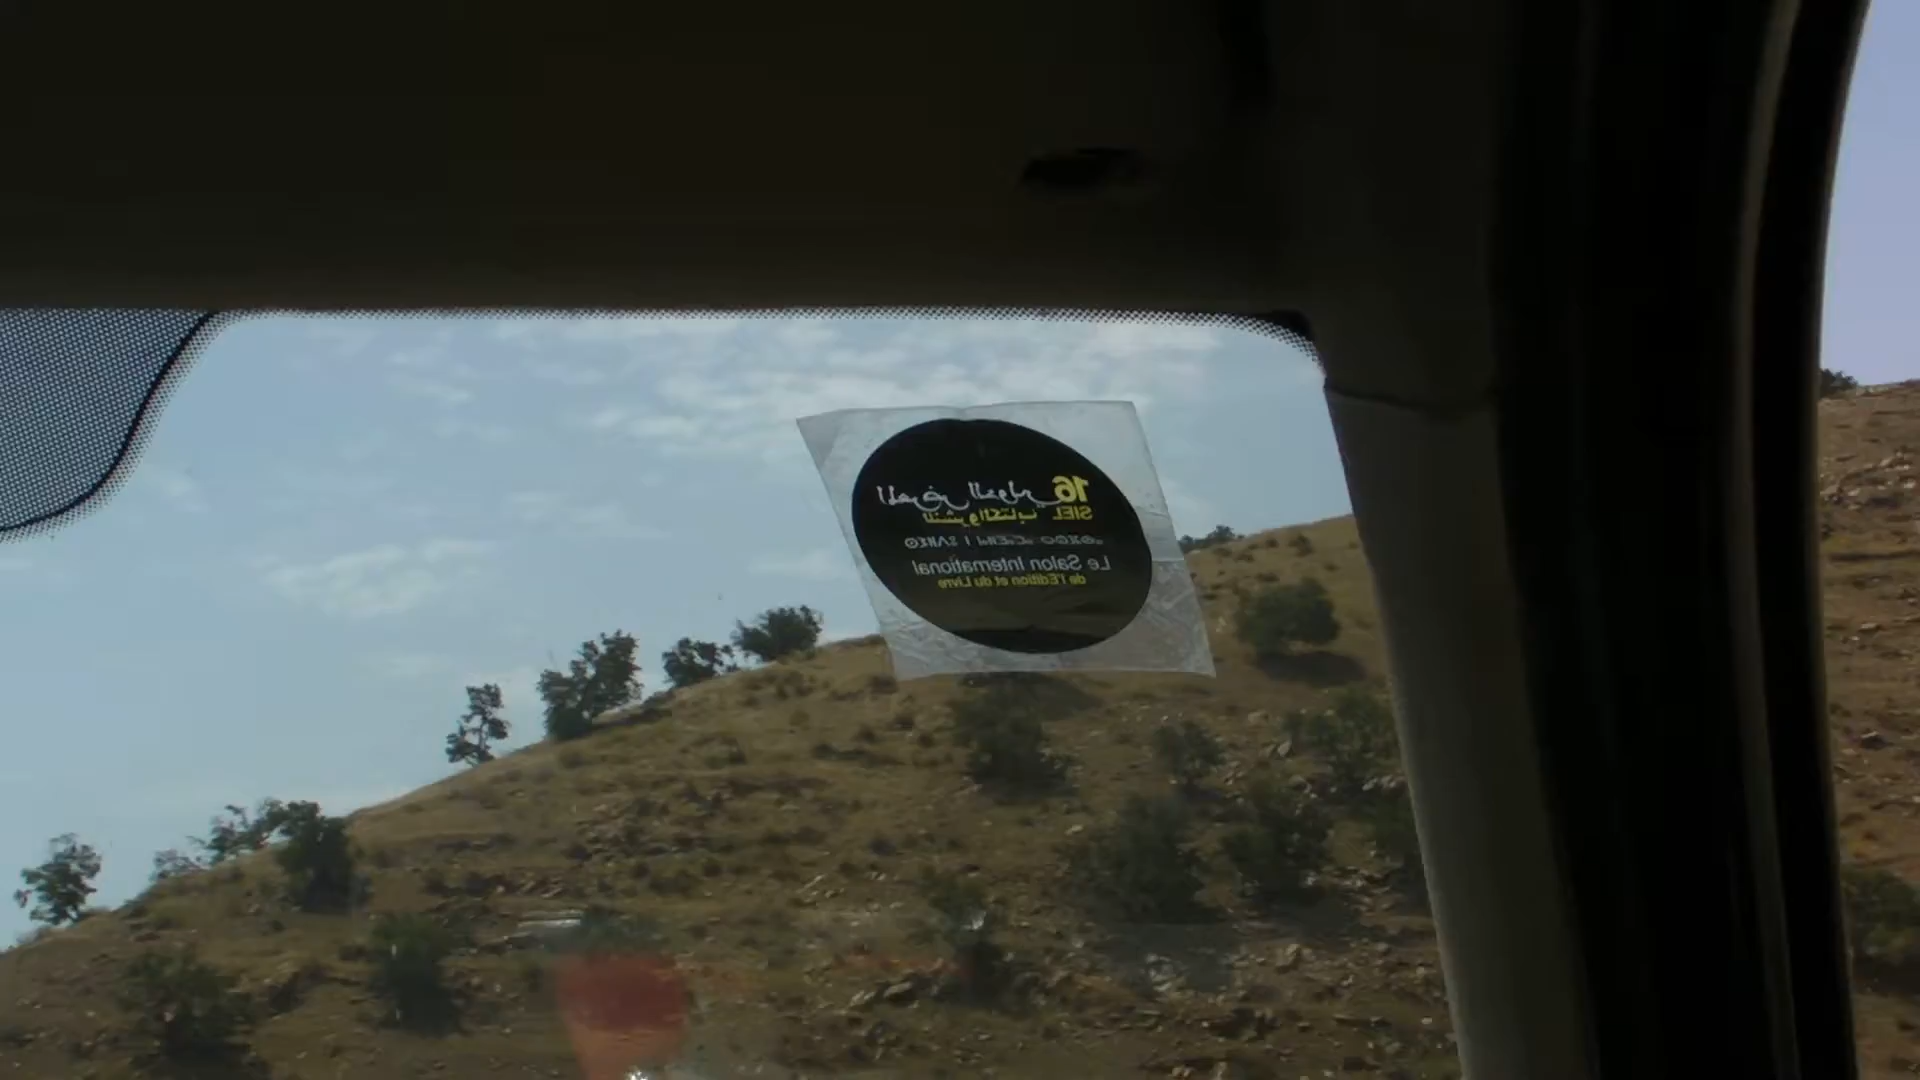 16 المعرض الدولي
SIEL للنشر والكتاب
Le Salon International
de l'Edition et du Livre